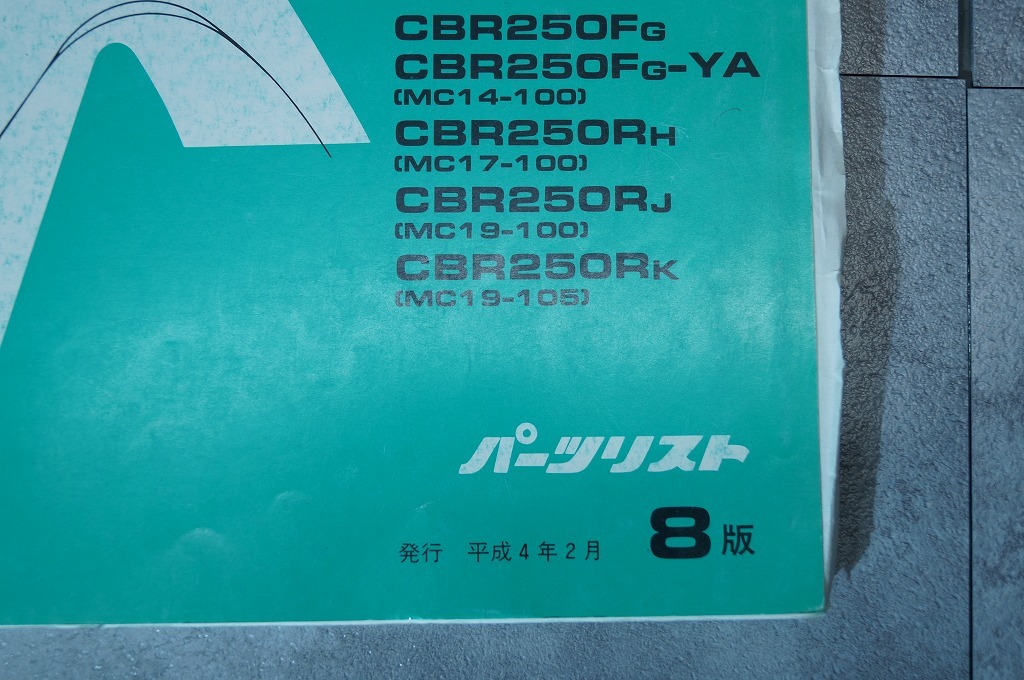 CBR250FG
CBR250FG-YA
(MC14-100)
CBR250RH
(MC17-100)
CBR250RJ
(MC19-100)
CBR250RK
(MC19-105)
パーツリスト
発行 平成4年2月 8版